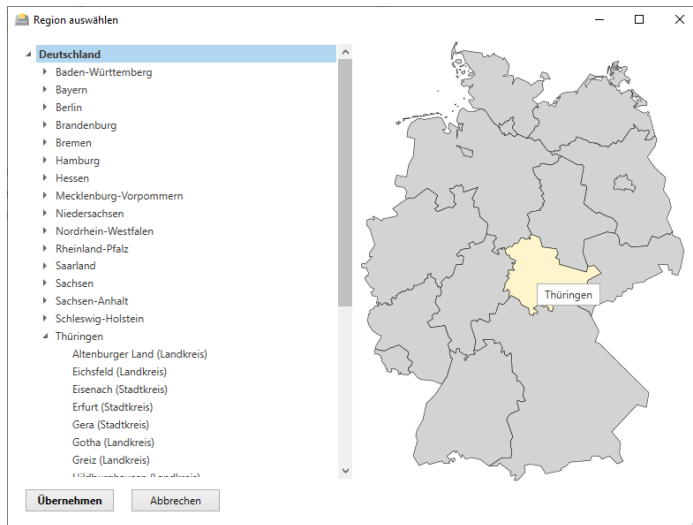 Region auswählen
Deutschland
Baden-Württemberg
Bayern
Berlin
Brandenburg
Bremen
Hamburg
Hessen
Mecklenburg-Vorpommern
Niedersachsen
Nordrhein-Westfalen
Rheinland-Pfalz
Saarland
Sachsen
Sachsen-Anhalt
Schleswig-Holstein
Thüringen
Altenburger Land (Landkreis)
Eichsfeld (Landkreis)
Eisenach (Stadtkreis)
Erfurt (Stadtkreis)
Gera (Stadtkreis)
Gotha (Landkreis)
Greiz (Landkreis)
Hildburghausen (Landkreis)
Thüringen
Übernehmen
Abbrechen